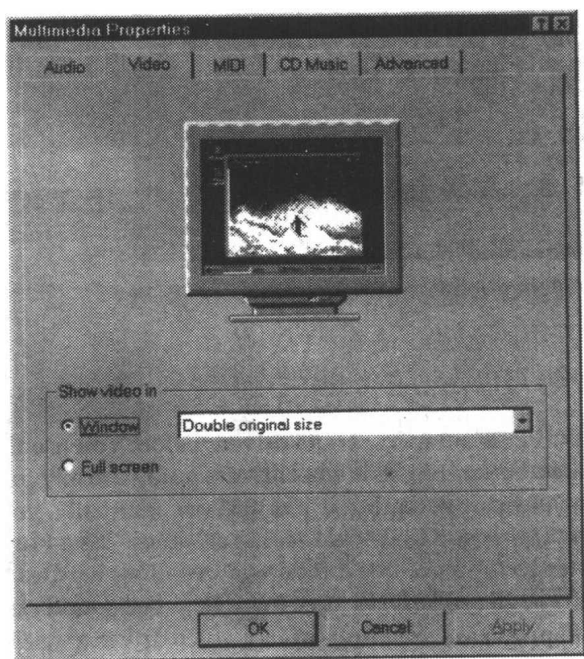 Multimedia Properties
Audio Video MIDI CD Music Advanced
Show video in
Window Double original size
Full screen
OK Cancel Apply